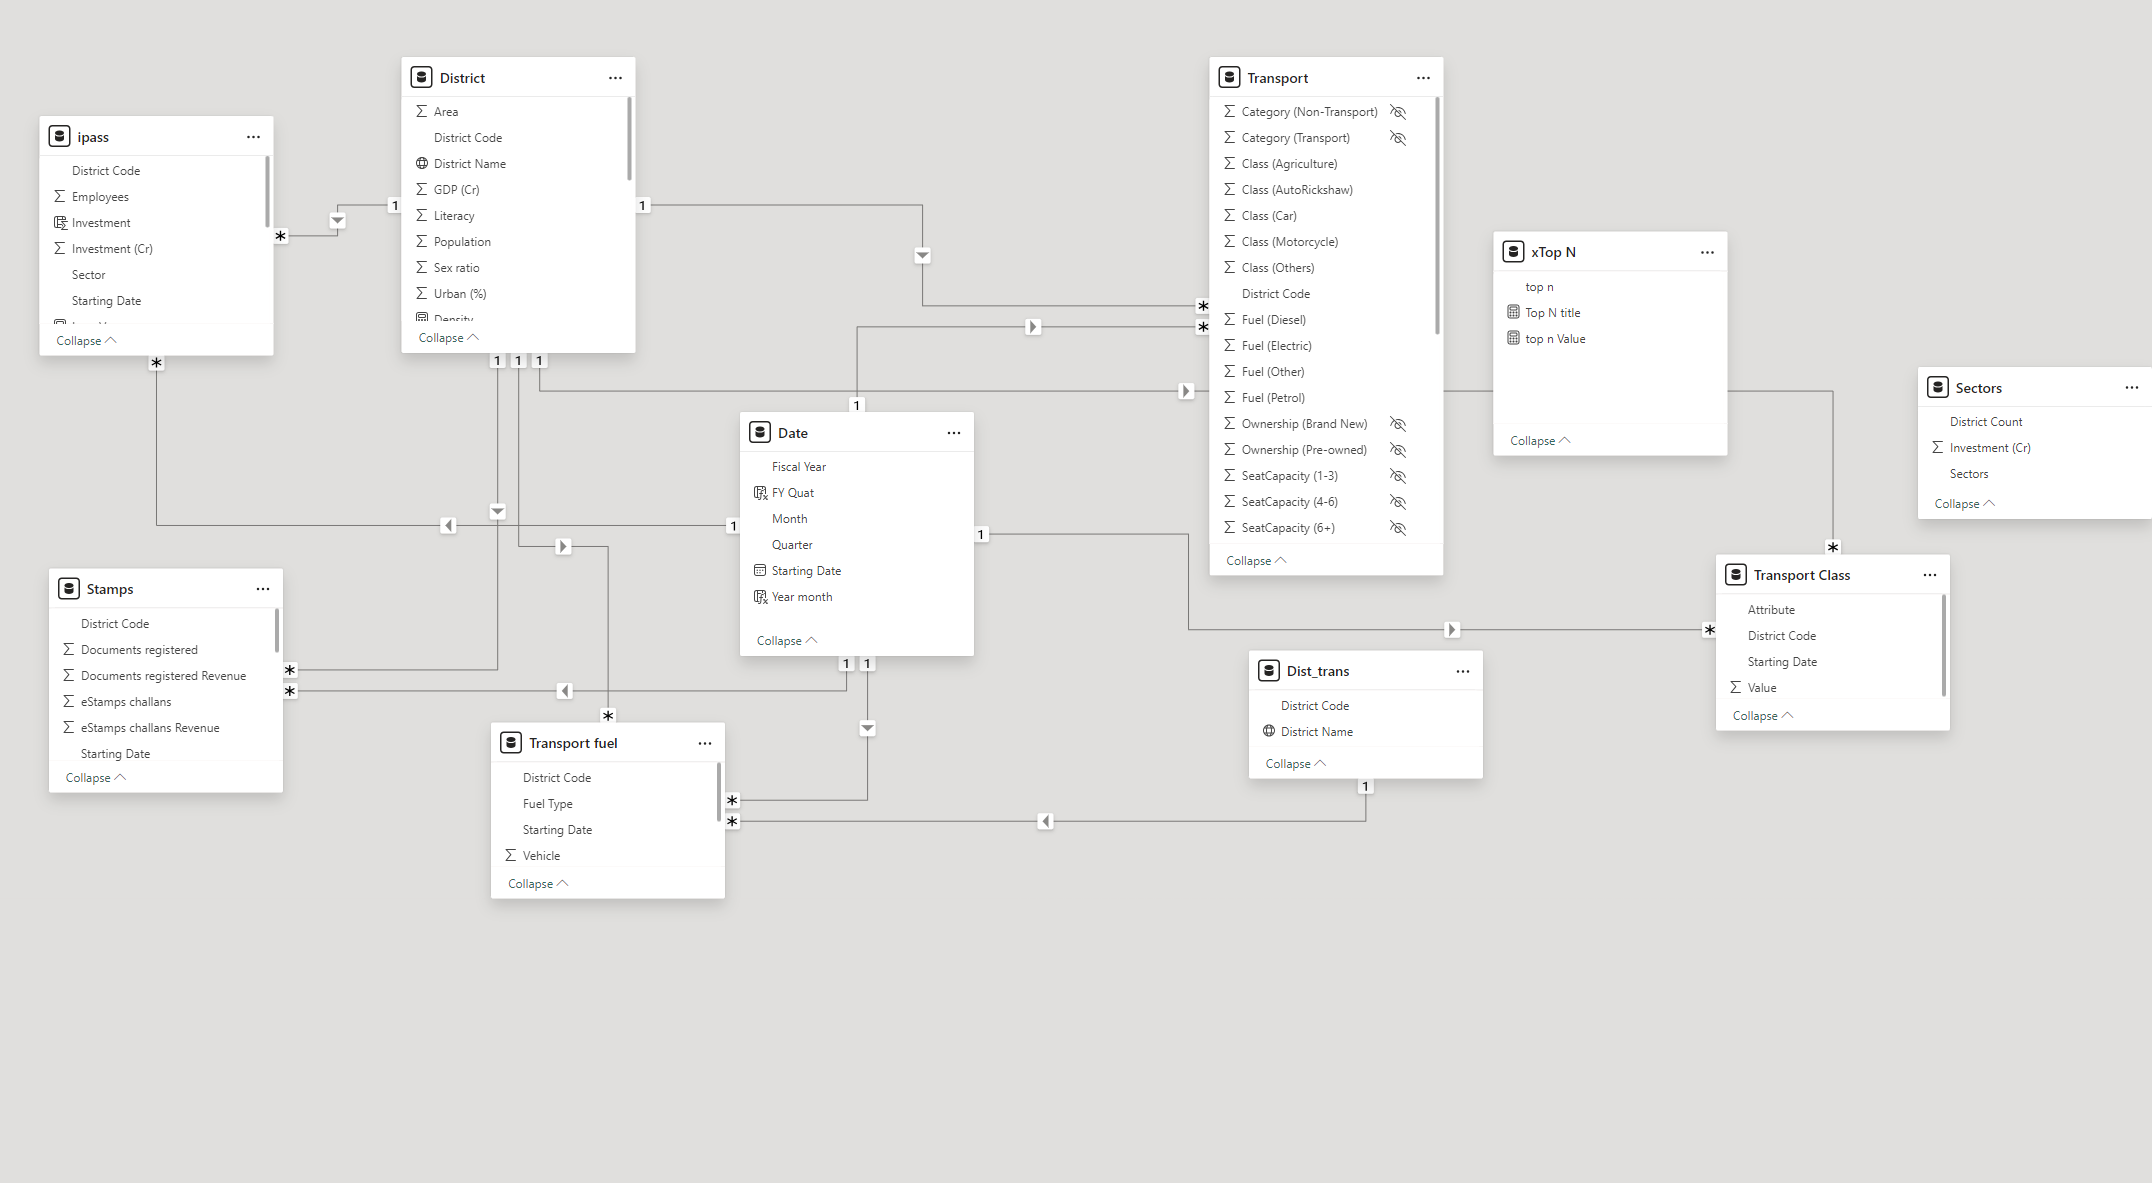 District
Area
District Code
District Name
GDP (Cr)
Literacy
Population
Sex ratio
Urban (%)
Density
Collapse
ipass
District Code
Employees
Investment
Investment (Cr)
Sector
Starting Date
Collapse
Transport
Category (Non-Transport)
Category (Transport)
Class (Agriculture)
Class (AutoRickshaw)
Class (Car)
Class (Motorcycle)
Class (Others)
District Code
Fuel (Diesel)
Fuel (Electric)
Fuel (Other)
Fuel (Petrol)
Ownership (Brand New)
Ownership (Pre-owned)
SeatCapacity (1-3)
SeatCapacity (4-6)
SeatCapacity (6+)
Collapse
xTop N
top n
Top N title
top n Value
Collapse
Sectors
District Count
Investment (Cr)
Sectors
Collapse
Date
Fiscal Year
FY Quat
Month
Quarter
Starting Date
Year month
Collapse
Stamps
District Code
Documents registered
Documents registered Revenue
eStamps challans
eStamps challans Revenue
Starting Date
Collapse
Transport Class
Attribute
District Code
Starting Date
Value
Collapse
Dist_trans
District Code
District Name
Collapse
Transport fuel
District Code
Fuel Type
Starting Date
Vehicle
Collapse
1
*
1
*
*
1
1
1
1
*
1
1
1
*
*
*
*
1
1
*
*
*
1